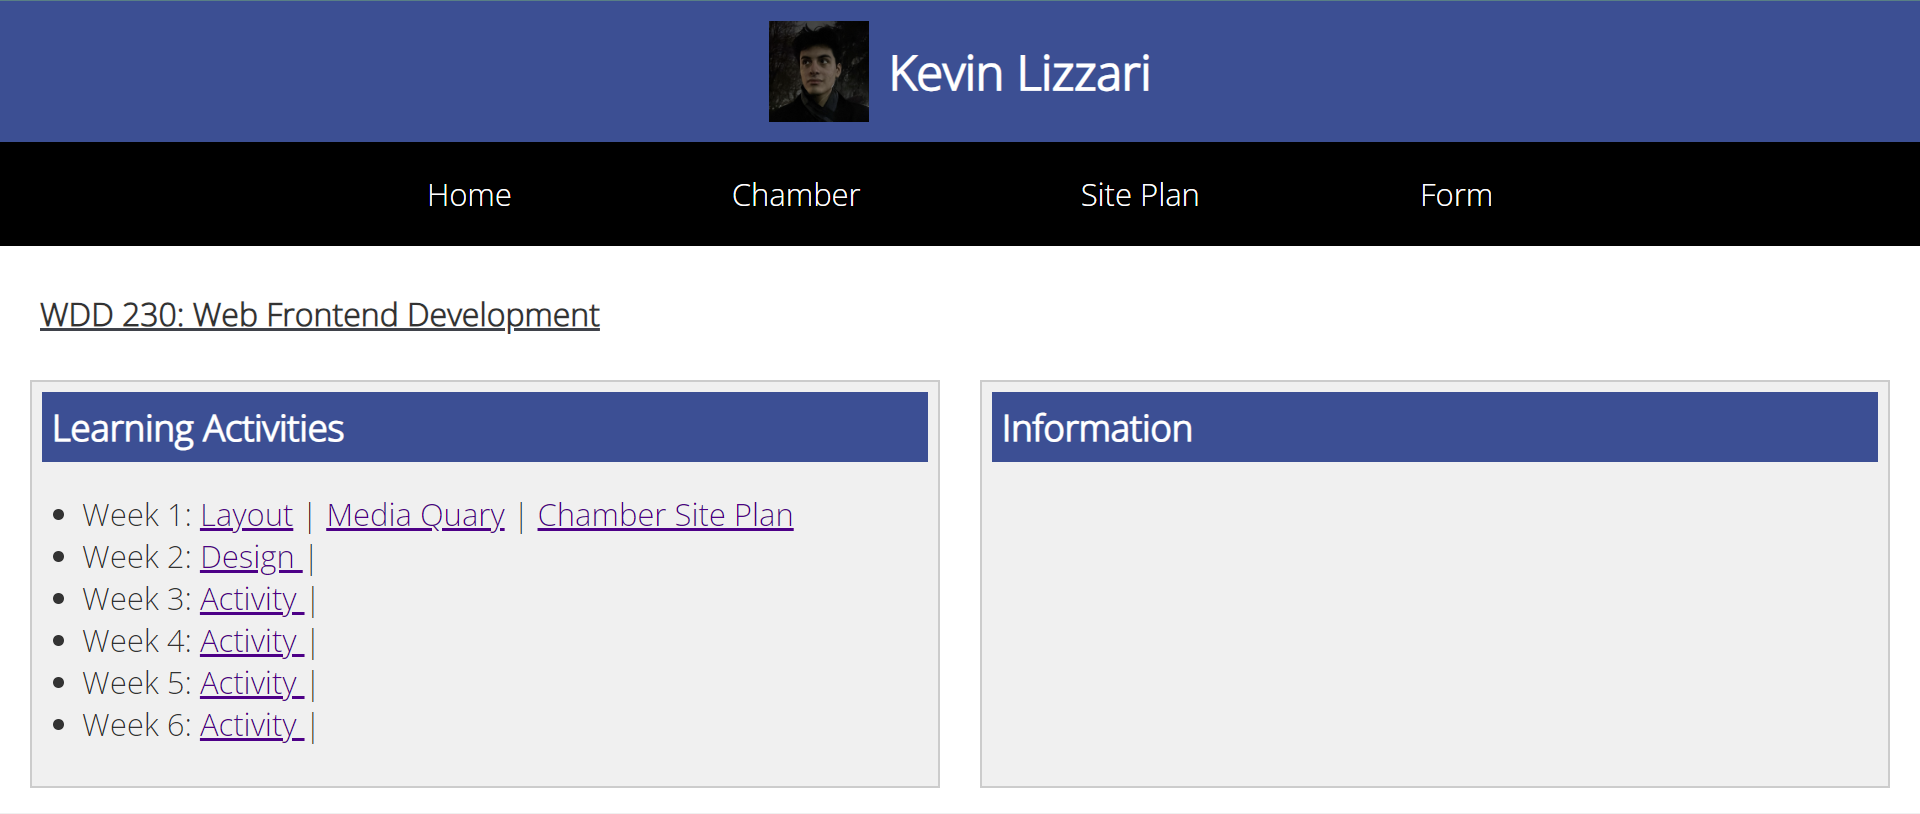 Kevin Lizzari
Home Chamber Site Plan Form
WDD 230: Web Frontend Development
Learning Activities
Week 1: Layout | Media Quary | Chamber Site Plan
Week 2: Design |
Week 3: Activity |
Week 4: Activity |
Week 5: Activity |
Week 6: Activity |
Information